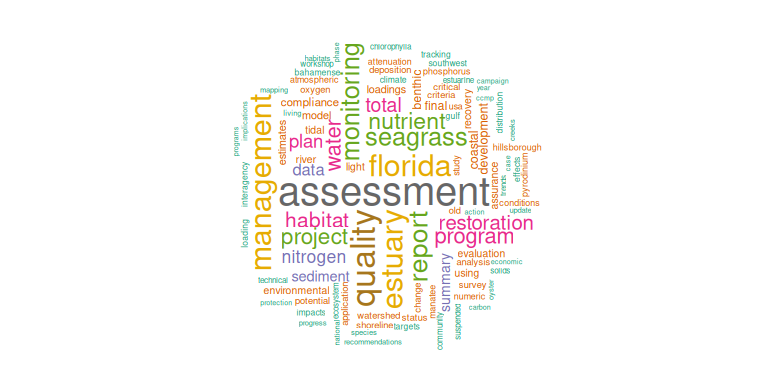 chlorophylla
tracking
southwest
phase
habitats
workshop
bahamense
atmospheric
oxygen
mapping
monitoring
attenuation
deposition
climate
loadings
phosphorus
estuarine
campaign
year
ccmp
critical
criteria
benthic
compliance
living
model
total
final
usa
gulf
recovery
distribution
creeks
implications
programs
management
estimates
tidal
plan
water
nutrient
seagrass
coastal
development
hillsborough
river
data
light
florida
study
case
effects
pyrodinium
trends
assurance
interagency
assessment
conditions
update
action
old
habitat
quality
estuary
report
restoration
program
loading
project
nitrogen
evaluation
analysis
economic
solids
using
technical
sediment
summary
survey
oyster
environmental
numeric
carbon
protection
potential
ecosystem
application
change
manatee
impacts
watershed
status
suspended
progress
shoreline
targets
community
national
species
recommendations